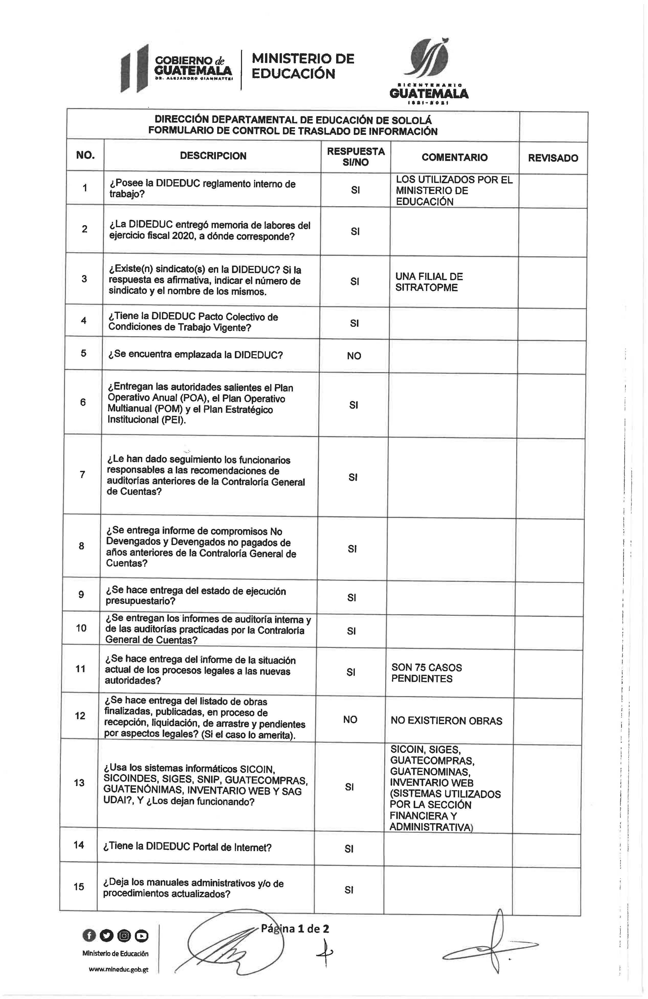 GOBIERNO de
GUATEMALA
DR. ALEJANDRO GIAMMATTEI
MINISTERIO DE
EDUCACIÓN
BICENTENARIO
GUATEMALA
1821-2021
DIRECCIÓN DEPARTAMENTAL DE EDUCACIÓN DE SOLOLÁ
FORMULARIO DE CONTROL DE TRASLADO DE INFORMACIÓN
NO.
DESCRIPCION
RESPUESTA
SI/NO
COMENTARIO
REVISADO
1
¿Posee la DIDEDUC reglamento interno de
trabajo?
SI
LOS UTILIZADOS POR EL
MINISTERIO DE
EDUCACIÓN
2
¿La DIDEDUC entregó memoria de labores del
ejercicio fiscal 2020, a dónde corresponde?
SI
3
¿Existe(n) sindicato(s) en la DIDEDUC? Si la
respuesta es afirmativa, indicar el número de
sindicato y el nombre de los mismos.
SI
UNA FILIAL DE
SITRATOPME
4
¿Tiene la DIDEDUC Pacto Colectivo de
Condiciones de Trabajo Vigente?
SI
5
¿Se encuentra emplazada la DIDEDUC?
NO
6
¿Entregan las autoridades salientes el Plan
Operativo Anual (POA), el Plan Operativo
Multianual (POM) y el Plan Estratégico
Institucional (PEI).
SI
7
¿Le han dado seguimiento los funcionarios
responsables a las recomendaciones de
auditorías anteriores de la Contraloría General
de Cuentas?
SI
8
¿Se entrega informe de compromisos No
Devengados y Devengados no pagados de
años anteriores de la Contraloría General de
Cuentas?
SI
9
¿Se hace entrega del estado de ejecución
presupuestario?
SI
10
¿Se entregan los informes de auditoría interna y
de las auditorías practicadas por la Contraloría
General de Cuentas?
SI
11
¿Se hace entrega del informe de la situación
actual de los procesos legales a las nuevas
autoridades?
SI
SON 75 CASOS
PENDIENTES
12
¿Se hace entrega del listado de obras
finalizadas, publicadas, en proceso de
recepción, liquidación, de arrastre y pendientes
por aspectos legales? (Si el caso lo amerita).
NO
NO EXISTIERON OBRAS
13
¿Usa los sistemas informáticos SICOIN,
SICOINDES, SIGES, SNIP, GUATECOMPRAS,
GUATENÓNIMAS, INVENTARIO WEB Y SAG
UDAI?, Y ¿Los dejan funcionando?
SI
SICOIN, SIGES,
GUATECOMPRAS,
GUATENOMINAS,
INVENTARIO WEB
(SISTEMAS UTILIZADOS
POR LA SECCIÓN
FINANCIERA Y
ADMINISTRATIVA)
14
¿Tiene la DIDEDUC Portal de Internet?
SI
15
¿Deja los manuales administrativos y/o de
procedimientos actualizados?
SI
Página 1 de 2
Ministerio de Educación
www.mineduc.gob.gt